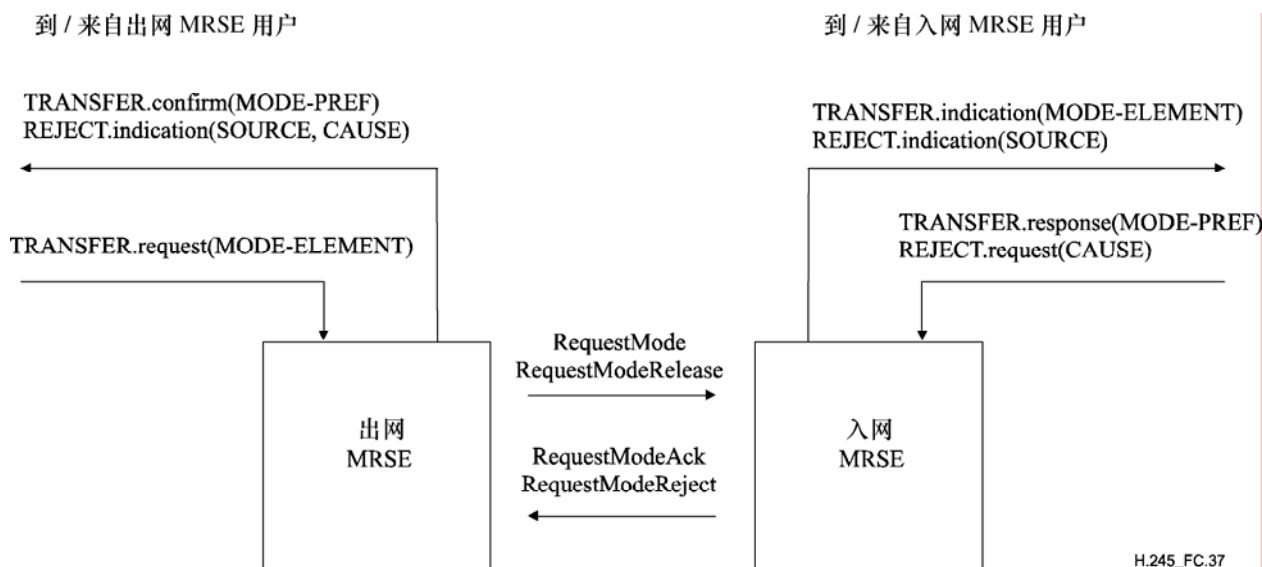 到 / 来自出网 MRSE 用户
到 / 来自入网 MRSE 用户
TRANSFER.confirm(MODE-PREF)
REJECT.indication(SOURCE, CAUSE)
TRANSFER.indication(MODE-ELEMENT)
REJECT.indication(SOURCE)
TRANSFER.request(MODE-ELEMENT)
TRANSFER.response(MODE-PREF)
REJECT.request(CAUSE)
RequestMode
RequestModeRelease
出网
MRSE
RequestModeAck
RequestModeReject
入网
MRSE
H.245_FC.37